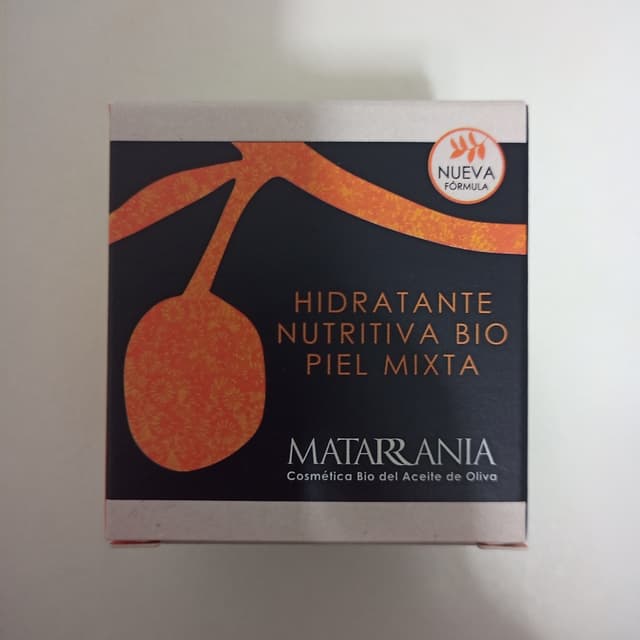 NUEVA
FÓRMULA
HIDRATANTE
NUTRITIVA BIO
PIEL MIXTA
MATARRANIA
Cosmética Bio del Aceite de Oliva